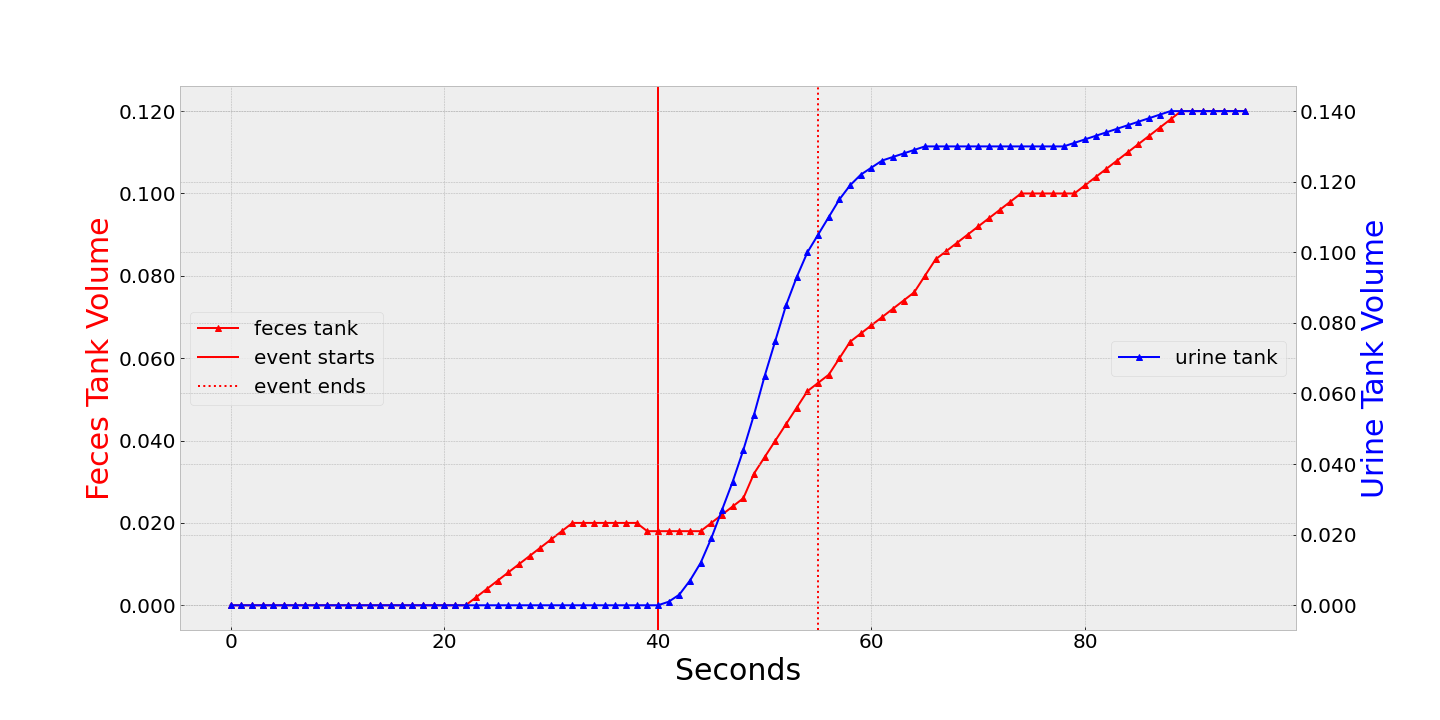 0.120
0.100
0.080
0.060
0.040
0.020
0.000
Feces Tank Volume
feces tank
event starts
event ends
urine tank
0.140
0.120
0.100
0.080
0.060
0.040
0.020
0.000
Urine Tank Volume
0 20 40 60 80
Seconds